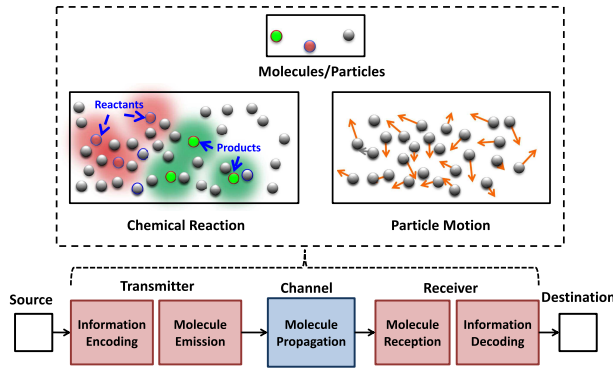 Molecules/Particles
Reactants
Products
Chemical Reaction
Particle Motion
Source
Transmitter
Channel
Receiver
Destination
Information
Encoding
Molecule
Emission
Molecule
Propagation
Molecule
Reception
Information
Decoding